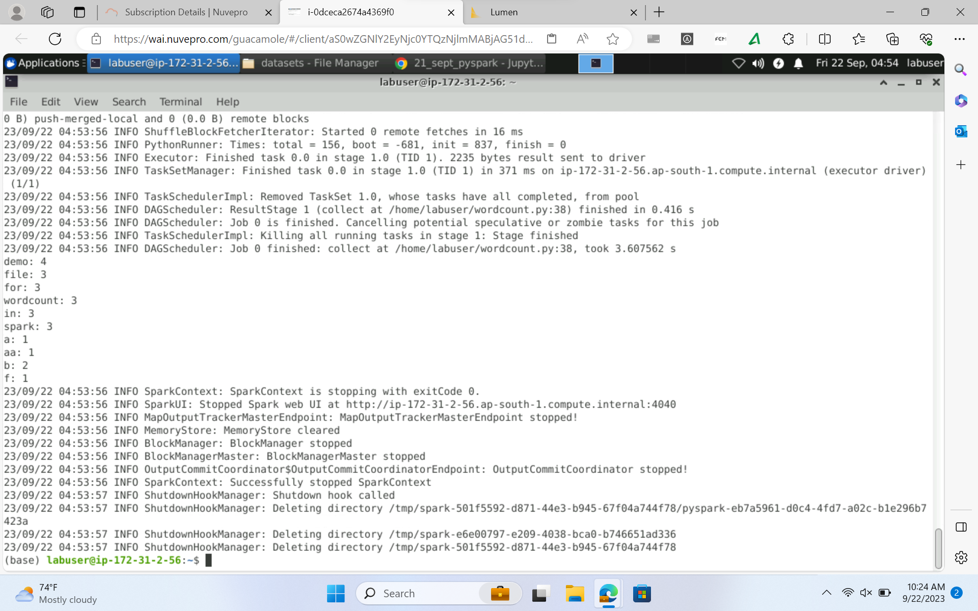 Subscription Details | Nuvepro
i-0dceca2674a4369f0
Lumen
https://wai.nuvepro.com/guacamole/#/client/aS0wZGNlY2EyNjc0YTQzNjlmMABjAG51d...
Applications
labuser@ip-172-31-2-56:...
datasets - File Manager
21_sept_pyspark - Jupyt...
Fri 22 Sep, 04:54 labuser
labuser@ip-172-31-2-56: ~
File Edit View Search Terminal Help
0 B) push-merged-local and 0 (0.0 B) remote blocks
23/09/22 04:53:56 INFO ShuffleBlockFetcherIterator: Started 0 remote fetches in 16 ms
23/09/22 04:53:56 INFO PythonRunner: Times: total = 156, boot = -681, init = 837, finish = 0
23/09/22 04:53:56 INFO Executor: Finished task 0.0 in stage 1.0 (TID 1). 2235 bytes result sent to driver
23/09/22 04:53:56 INFO TaskSetManager: Finished task 0.0 in stage 1.0 (TID 1) in 371 ms on ip-172-31-2-56.ap-south-1.compute.internal (executor driver)
(1/1)
23/09/22 04:53:56 INFO TaskSchedulerImpl: Removed TaskSet 1.0, whose tasks have all completed, from pool
23/09/22 04:53:56 INFO DAGScheduler: ResultStage 1 (collect at /home/labuser/wordcount.py:38) finished in 0.416 s
23/09/22 04:53:56 INFO DAGScheduler: Job 0 is finished. Cancelling potential speculative or zombie tasks for this job
23/09/22 04:53:56 INFO TaskSchedulerImpl: Killing all running tasks in stage 1: Stage finished
23/09/22 04:53:56 INFO DAGScheduler: Job 0 finished: collect at /home/labuser/wordcount.py:38, took 3.607562 s
demo: 4
file: 3
for: 3
wordcount: 3
in: 3
spark: 3
a: 1
aa: 1
b: 2
f: 1
23/09/22 04:53:56 INFO SparkContext: SparkContext is stopping with exitCode 0.
23/09/22 04:53:56 INFO SparkUI: Stopped Spark web UI at http://ip-172-31-2-56.ap-south-1.compute.internal:4040
23/09/22 04:53:56 INFO MapOutputTrackerMasterEndpoint: MapOutputTrackerMasterEndpoint stopped!
23/09/22 04:53:56 INFO MemoryStore: MemoryStore cleared
23/09/22 04:53:56 INFO BlockManager: BlockManager stopped
23/09/22 04:53:56 INFO BlockManagerMaster: BlockManagerMaster stopped
23/09/22 04:53:56 INFO OutputCommitCoordinator$OutputCommitCoordinatorEndpoint: OutputCommitCoordinator stopped!
23/09/22 04:53:56 INFO SparkContext: Successfully stopped SparkContext
23/09/22 04:53:57 INFO ShutdownHookManager: Shutdown hook called
23/09/22 04:53:57 INFO ShutdownHookManager: Deleting directory /tmp/spark-501f5592-d871-44e3-b945-67f04a744f78/pyspark-eb7a5961-d0c4-4fd7-a02c-b1e296b7
423a
23/09/22 04:53:57 INFO ShutdownHookManager: Deleting directory /tmp/spark-e6e00797-e209-4038-bca0-b746651ad336
23/09/22 04:53:57 INFO ShutdownHookManager: Deleting directory /tmp/spark-501f5592-d871-44e3-b945-67f04a744f78
(base) labuser@ip-172-31-2-56:~$
74°F
Mostly cloudy
Search
10:24 AM
9/22/2023
2